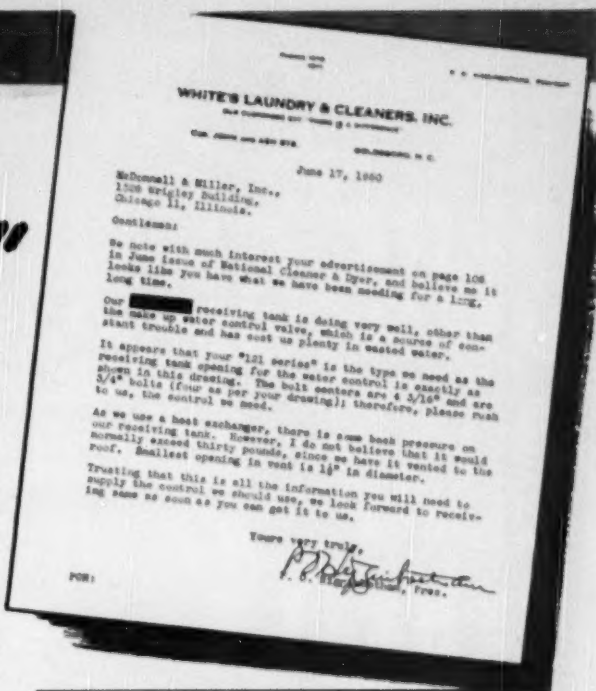 WHITE'S LAUNDRY & CLEANERS, INC.
GOLDSBORO, N. C.
June 17, 1950
McDonnell & Miller, Inc.,
Wrigley Building,
Chicago 11, Illinois.
Gentlemen:
We note with much interest your advertisement on page 106
in June issue of National Cleaner & Dyer, and believe me it
looks like you have what we have been needing for a long,
long time.
Our receiving tank is doing very well, other than
the make up water control valve, which is a source of con-
stant trouble and has cost us plenty in wasted water.
It appears that your "121 series" is the type we need as the
receiving tank opening for the water control is exactly as
shown in this drawing. The bolt centers are 4 3/16" and are
3/4" bolts (four as per your drawing); therefore, please rush
to us, the control we need.
As we use a heat exchanger, there is some back pressure on
our receiving tank. However, I do not believe that it would
normally exceed thirty pounds, since we have it vented to the
roof. Smallest opening in vent is 1½" in diameter.
Trusting that this is all the information you will need to
supply the control we should use, we look forward to receiv-
ing same as soon as you can get it to us.
Yours very truly,
Pres.